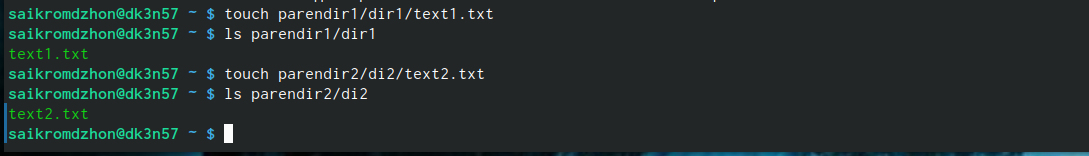 saikromdzhon@dk3n57 ~ $ touch parendir1/dir1/text1.txt
saikromdzhon@dk3n57 ~ $ ls parendir1/dir1
text1.txt
saikromdzhon@dk3n57 ~ $ touch parendir2/di2/text2.txt
saikromdzhon@dk3n57 ~ $ ls parendir2/di2
text2.txt
saikromdzhon@dk3n57 ~ $